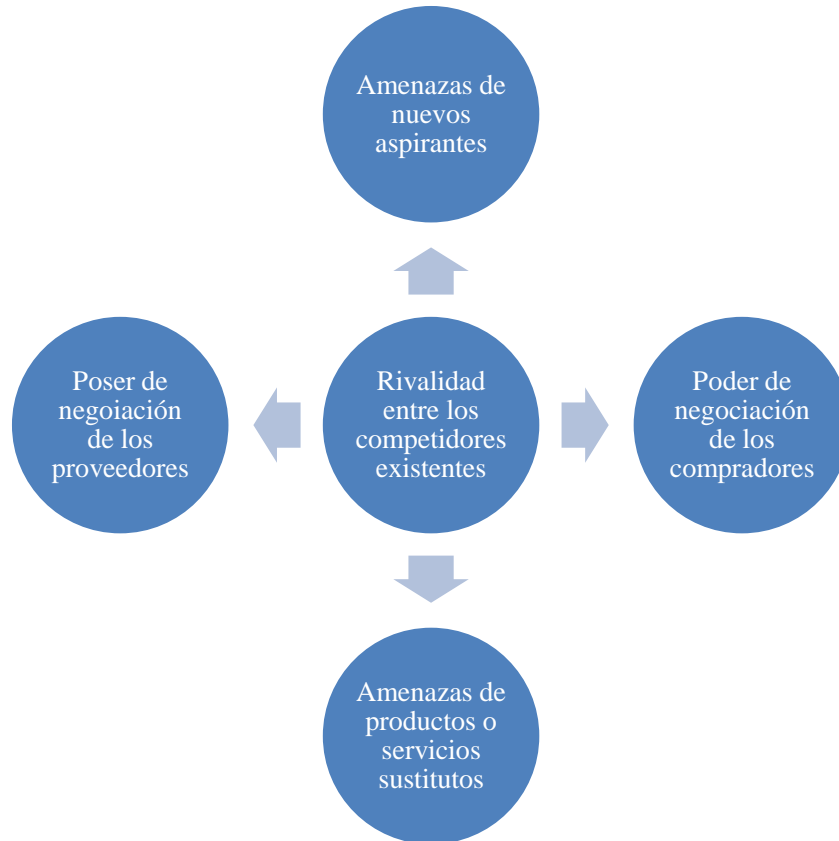 Amenazas de
nuevos
aspirantes
Poser de
negoiación
de los
proveedores
Rivalidad
entre los
competidores
existentes
Poder de
negociación
de los
compradores
Amenazas de
productos o
servicios
sustitutos